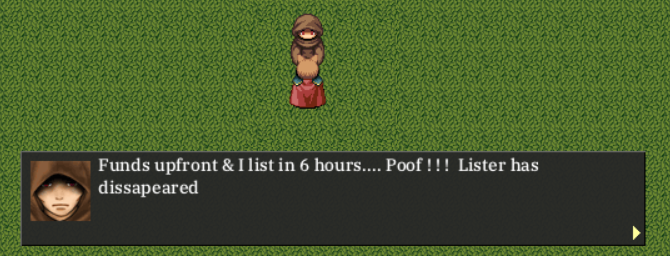 Funds upfront & I list in 6 hours.... Poof ! ! ! Lister has
dissapeared